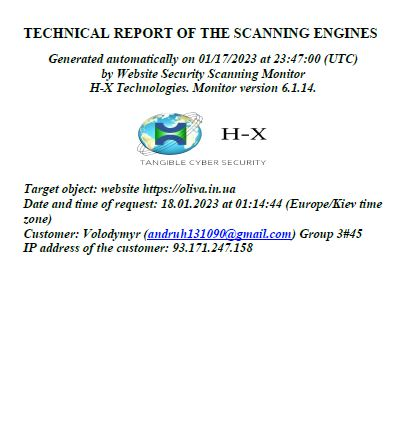 TECHNICAL REPORT OF THE SCANNING ENGINES
Generated automatically on 01/17/2023 at 23:47:00 (UTC)
by Website Security Scanning Monitor
H-X Technologies. Monitor version 6.1.14.
H-X
TANGIBLE CYBER SECURITY
Target object: website https://oliva.in.ua
Date and time of request: 18.01.2023 at 01:14:44 (Europe/Kiev time
zone)
Customer: Volodymyr (andruh131090@gmail.com) Group 3#45
IP address of the customer: 93.171.247.158